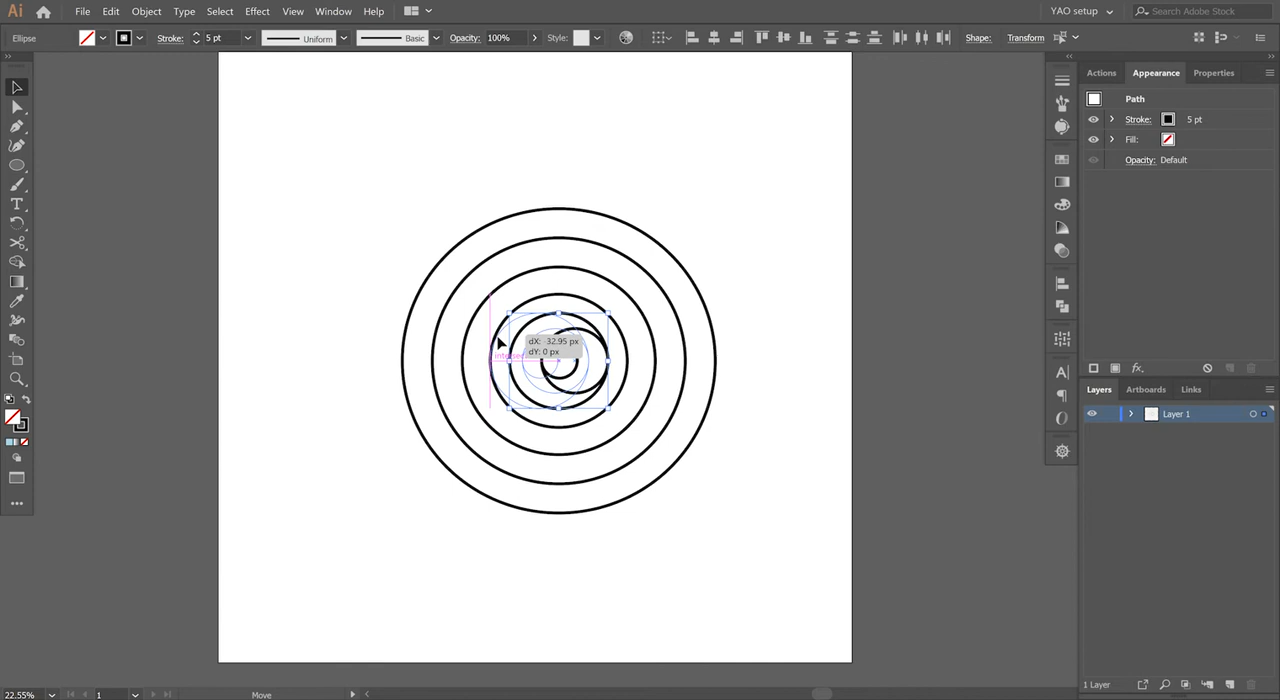 Ai File Edit Object Type Select Effect View Window Help YAO setup Search Adobe Stock
Ellipse Stroke: 5 pt Uniform Basic Opacity: 100% Style: Shape: Transform
Actions Appearance Properties
Path
Stroke: 5 pt
Fill:
Opacity: Default
dX: -32.95 px
dY: 0 px
Layers Artboards Links
Layer 1
1 Layer
22.55% 1 Move